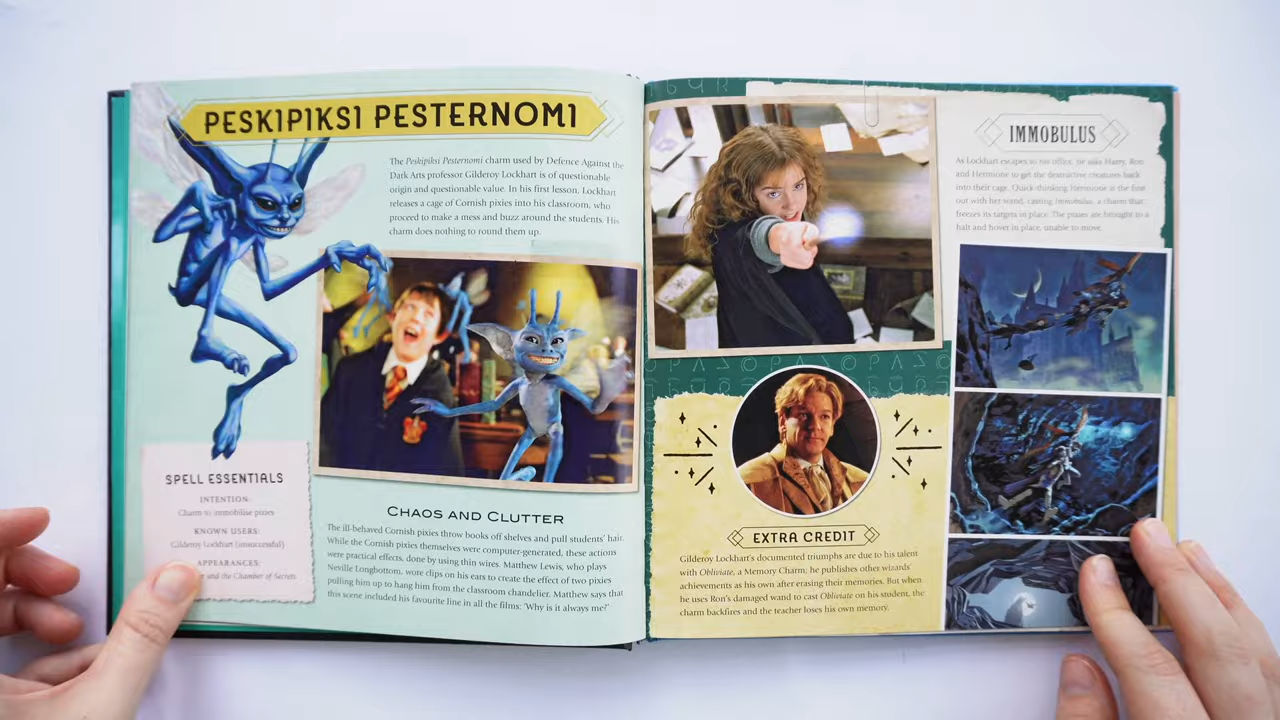 PESKIPIKSI PESTERNOMI
The Peskipiksi Pesternomi charm used by Defence Against the
Dark Arts professor Gilderoy Lockhart is of questionable
origin and questionable value. In his first lesson, Lockhart
releases a cage of Cornish pixies into his classroom, who
proceed to make a mess and buzz around the students. His
charm does nothing to round them up.
SPELL ESSENTIALS
INTENTION:
Charm to immobilise pixies
KNOWN USERS:
Gilderoy Lockhart (unsuccessful)
APPEARANCES:
and the Chamber of Secrets
CHAOS AND CLUTTER
The ill-behaved Cornish pixies throw books off shelves and pull students' hair.
While the Cornish pixies themselves were computer-generated, these actions
were practical effects, done by using thin wires. Matthew Lewis, who plays
Neville Longbottom, wore clips on his ears to create the effect of two pixies
pulling him up to hang him from the classroom chandelier. Matthew says that
this scene included his favourite line in all the films: 'Why is it always me?'
IMMOBULUS
As Lockhart escapes to his office, he asks Harry, Ron
and Hermione to get the destructive creatures back
into their cage. Quick-thinking Hermione is the first
out with her wand, casting Immobulus, a charm that
freezes its targets in place. The pixies are brought to a
halt and hover in place, unable to move.
EXTRA CREDIT
Gilderoy Lockhart's documented triumphs are due to his talent
with Obliviate, a Memory Charm; he publishes other wizards'
achievements as his own after erasing their memories. But when
he uses Ron's damaged wand to cast Obliviate on his student, the
charm backfires and the teacher loses his own memory.